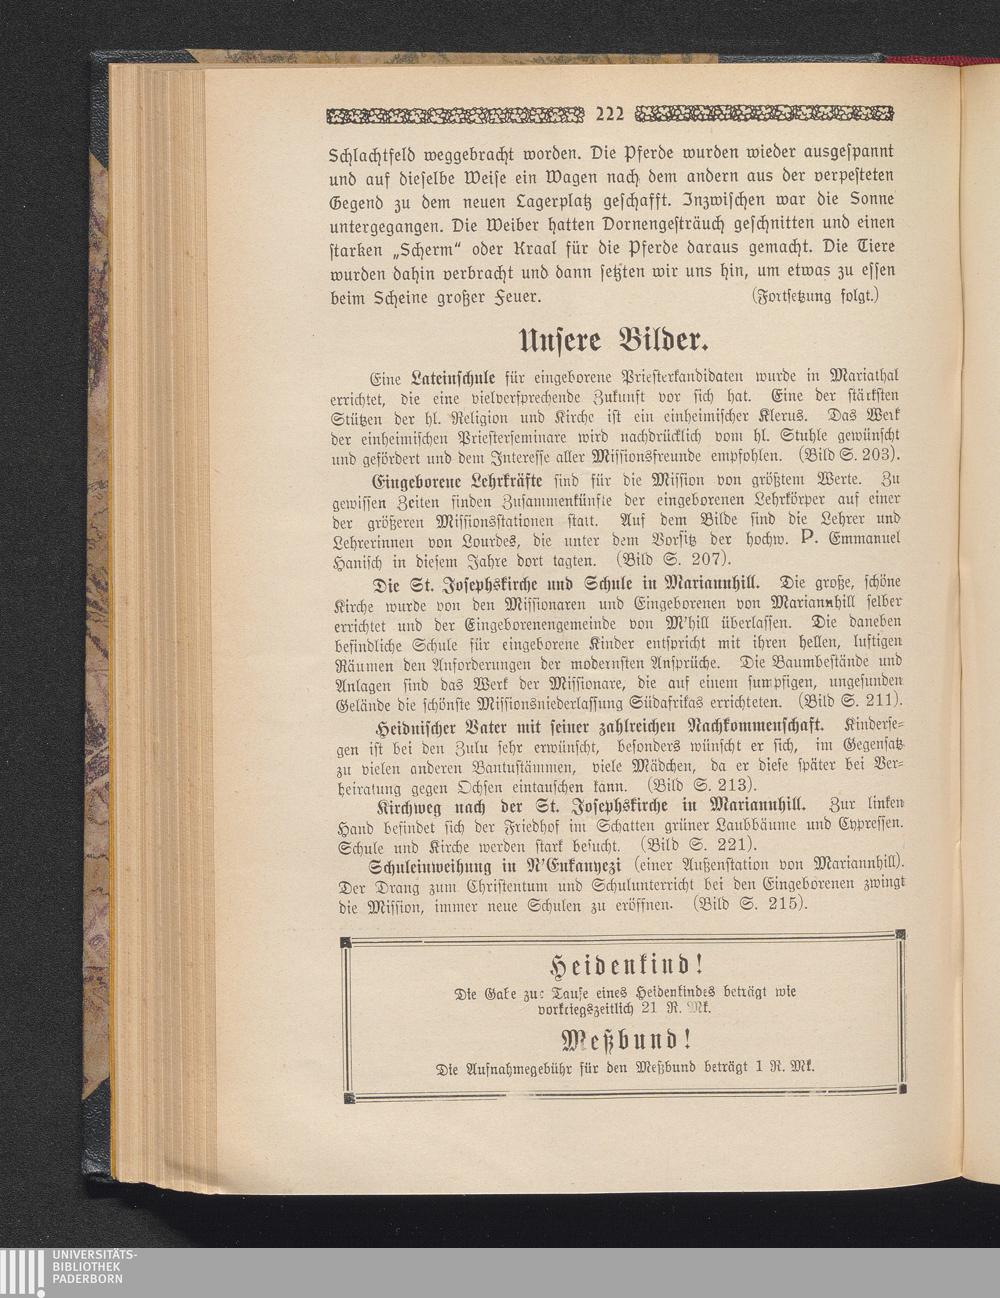 222
Schlachtfeld weggebracht worden. Die Pferde wurden wieder ausgespannt
und auf dieselbe Weise ein Wagen nach dem andern aus der verpesteten
Gegend zu dem neuen Lagerplatz geschafft. Inzwischen war die Sonne
untergegangen. Die Weiber hatten Dornengesträuch geschnitten und einen
starken „Scherm“ oder Kraal für die Pferde daraus gemacht. Die Tiere
wurden dahin verbracht und dann setzten wir uns hin, um etwas zu essen
beim Scheine großer Feuer. (Fortsetzung folgt.)
Unsere Bilder.
Eine Lateinschule für eingeborene Priesterkandidaten wurde in Mariathal
errichtet, die eine vielversprechende Zukunft vor sich hat. Eine der stärksten
Stützen der hl. Religion und Kirche ist ein einheimischer Klerus. Das Werk
der einheimischen Priesterseminare wird nachdrücklich vom hl. Stuhle gewünscht
und gefördert und dem Interesse aller Missionsfreunde empfohlen. (Bild S. 203).
Eingeborene Lehrkräfte sind für die Mission von größtem Werte. Zu
gewissen Zeiten finden Zusammenkünfte der eingeborenen Lehrkörper auf einer
der größeren Missionsstationen statt. Auf dem Bilde sind die Lehrer und
Lehrerinnen von Lourdes, die unter dem Vorsitz der hochw. P. Emmanuel
Hanisch in diesem Jahre dort tagten. (Bild S. 207).
Die St. Josephskirche und Schule in Mariannhill. Die große, schöne
Kirche wurde von den Missionaren und Eingeborenen von Mariannhill selber
errichtet und der Eingeborenengemeinde von M'hill überlassen. Die daneben
befindliche Schule für eingeborene Kinder entspricht mit ihren hellen, luftigen
Räumen den Anforderungen der modernsten Ansprüche. Die Baumbestände und
Anlagen sind das Werk der Missionare, die auf einem sumpfigen, ungesunden
Gelände die schönste Missionsniederlassung Südafrikas errichteten. (Bild S. 211).
Heidnischer Vater mit seiner zahlreichen Nachkommenschaft. Kinderse-
gen ist bei den Zulu sehr erwünscht, besonders wünscht er sich, im Gegensatz
zu vielen anderen Bantustämmen, viele Mädchen, da er diese später bei Ver-
heiratung gegen Ochsen eintauschen kann. (Bild S. 213).
Kirchweg nach der St. Josephskirche in Mariannhill. Zur linken
Hand befindet sich der Friedhof im Schatten grüner Laubbäume und Cypressen.
Schule und Kirche werden stark besucht. (Bild S. 221).
Schuleinweihung in N'Enkanyezi (einer Außenstation von Mariannhill).
Der Drang zum Christentum und Schulunterricht bei den Eingeborenen zwingt
die Mission, immer neue Schulen zu eröffnen. (Bild S. 215).
Heidenkind!
Die Gabe zur Taufe eines Heidenkindes beträgt wie
vorkriegszeitlich 21 R. Mk.
Meßbund!
Die Aufnahmegebühr für den Meßbund beträgt 1 R. Mk.
UNIVERSITÄTS-
BIBLIOTHEK
PADERBORN